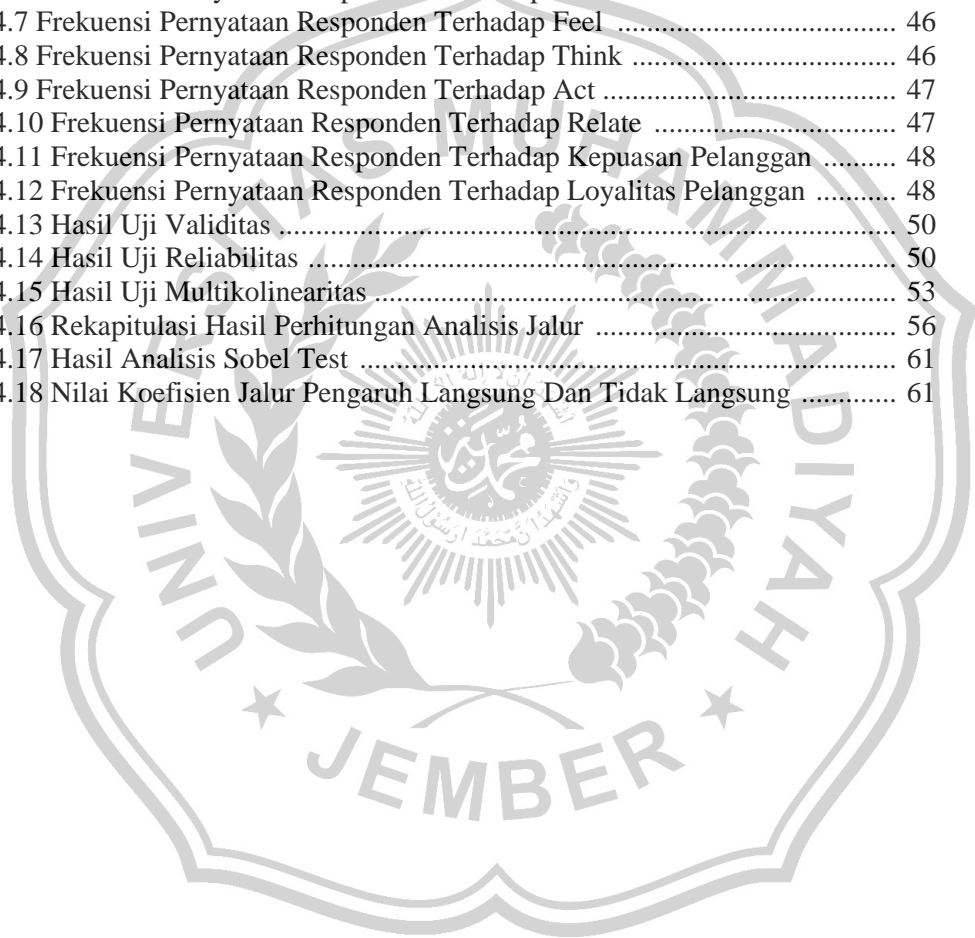 4.7 Frekuensi Pernyataan Responden Terhadap Feel .................................. 46
4.8 Frekuensi Pernyataan Responden Terhadap Think ................................ 46
4.9 Frekuensi Pernyataan Responden Terhadap Act .................................... 47
4.10 Frekuensi Pernyataan Responden Terhadap Relate ............................. 47
4.11 Frekuensi Pernyataan Responden Terhadap Kepuasan Pelanggan .......... 48
4.12 Frekuensi Pernyataan Responden Terhadap Loyalitas Pelanggan ........... 48
4.13 Hasil Uji Validitas .................................................................................. 50
4.14 Hasil Uji Reliabilitas .............................................................................. 50
4.15 Hasil Uji Multikolinearitas ..................................................................... 53
4.16 Rekapitulasi Hasil Perhitungan Analisis Jalur ........................................ 56
4.17 Hasil Analisis Sobel Test ....................................................................... 61
4.18 Nilai Koefisien Jalur Pengaruh Langsung Dan Tidak Langsung ............. 61
UNIVERSITAS MUHAMMADIYAH
JEMBER